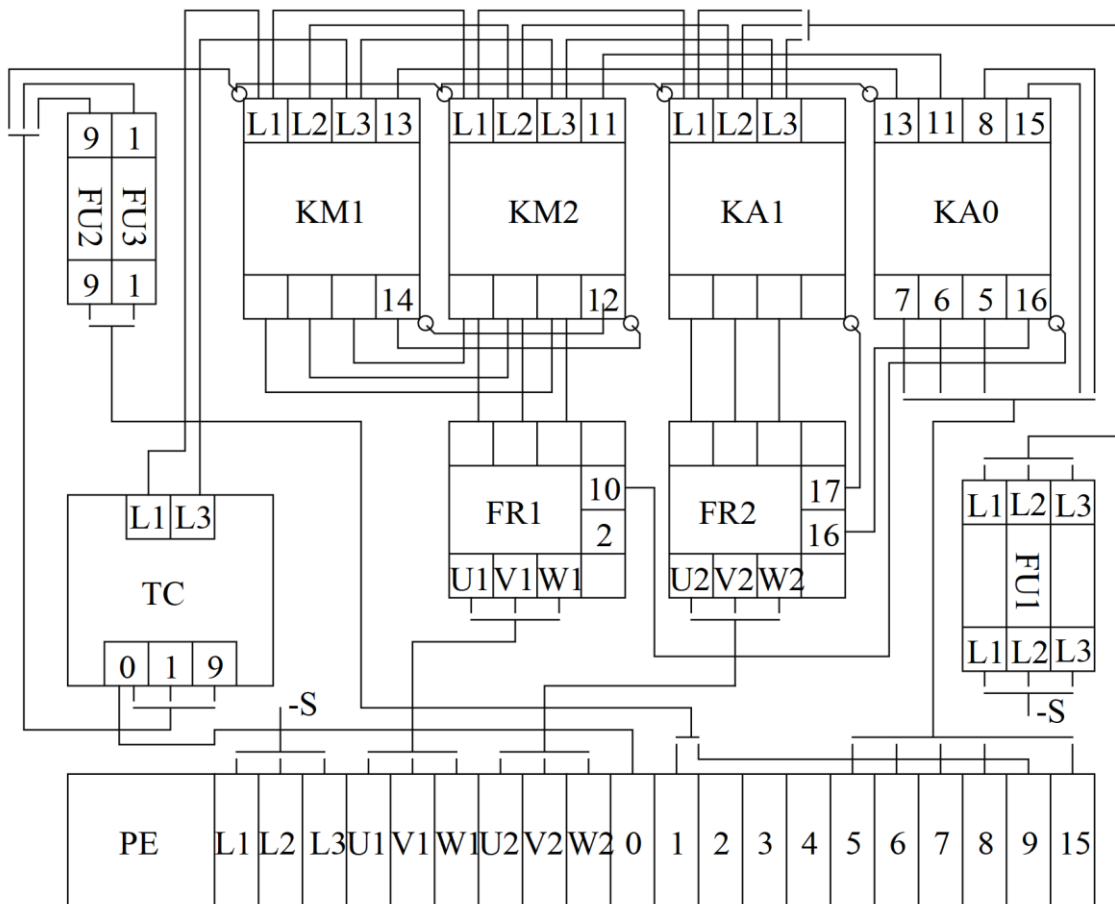 L1 L2 L3 13
L1 L2 L3 11
L1 L2 L3
13 11 8 15
9 1
FU2 FU3
9 1
KM1
KM2
KA1
KA0
14
12
7 6 5 16
L1 L3
TC
0 1 9
FR1
10
2
U1 V1 W1
FR2
17
16
U2 V2 W2
L1 L2 L3
FU1
L1 L2 L3
-S
-S
PE L1 L2 L3 U1 V1 W1 U2 V2 W2 0 1 2 3 4 5 6 7 8 9 15